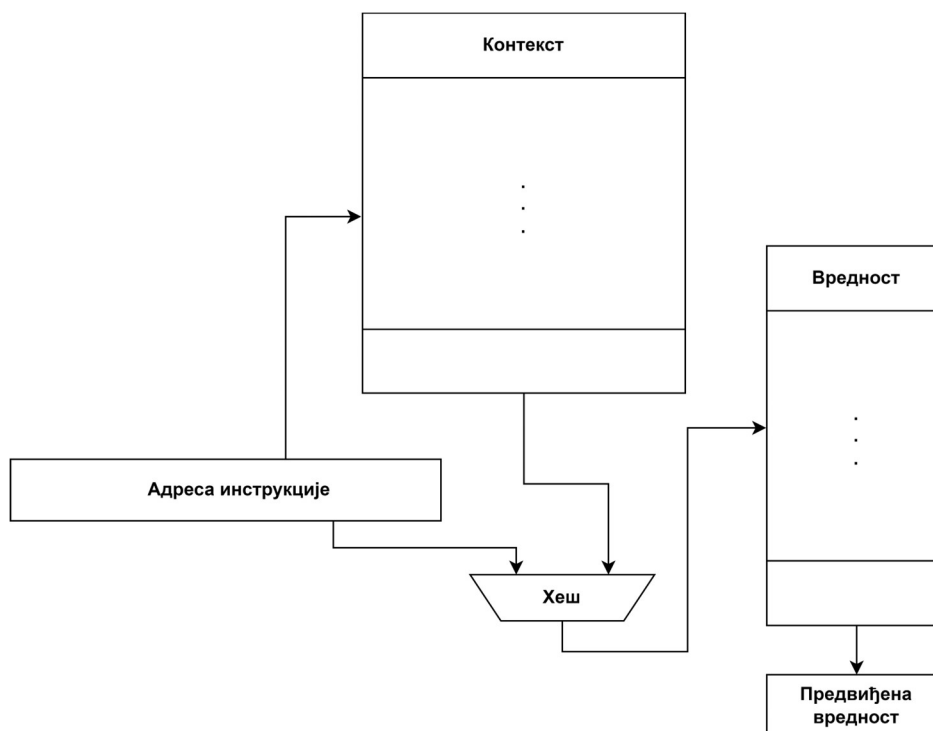 Контекст
Вредност
Адреса инструкције
Хеш
Предвиђена
вредност